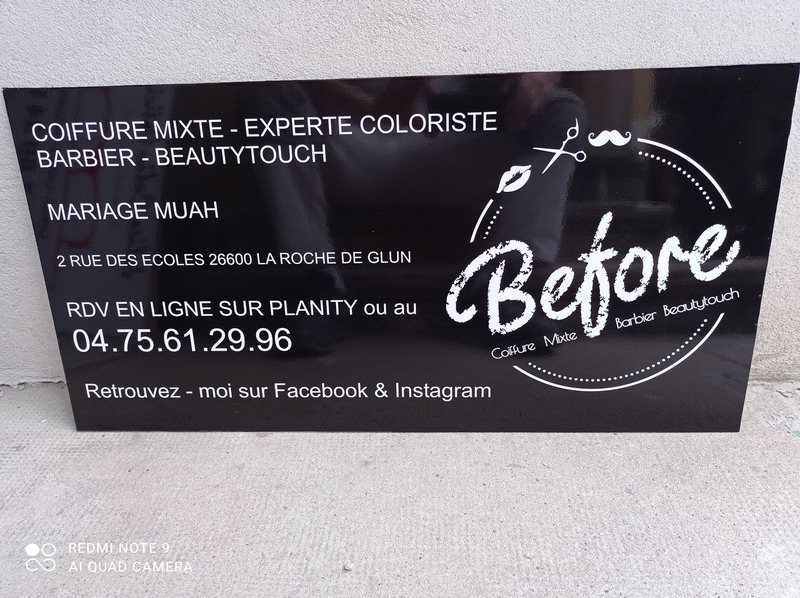 COIFFURE MIXTE - EXPERTE COLORISTE
BARBIER - BEAUTYTOUCH
MARIAGE MUAH
2 RUE DES ECOLES 26600 LA ROCHE DE GLUN
RDV EN LIGNE SUR PLANITY ou au
04.75.61.29.96
Retrouvez - moi sur Facebook & Instagram
Before
Coiffure Mixte Barbier Beautytouch
REDMI NOTE 9
AI QUAD CAMERA